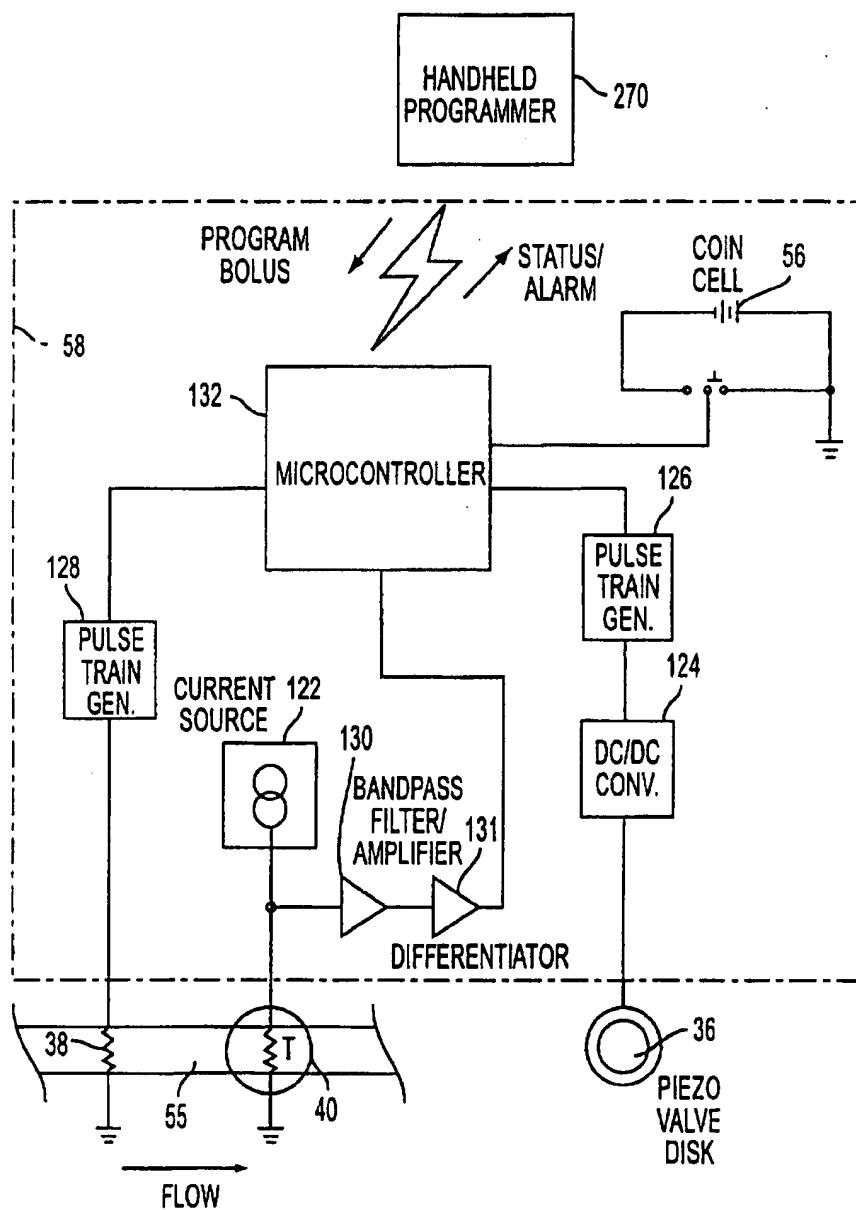 HANDHELD
PROGRAMMER
270
PROGRAM
BOLUS
STATUS/
ALARM
COIN
CELL
56
58
132
MICROCONTROLLER
126
PULSE
TRAIN
GEN.
128
PULSE
TRAIN
GEN.
CURRENT
SOURCE
122
124
DC/DC
CONV.
130
BANDPASS
FILTER/
AMPLIFIER
131
DIFFERENTIATOR
38
55
T
40
36
PIEZO
VALVE
DISK
FLOW